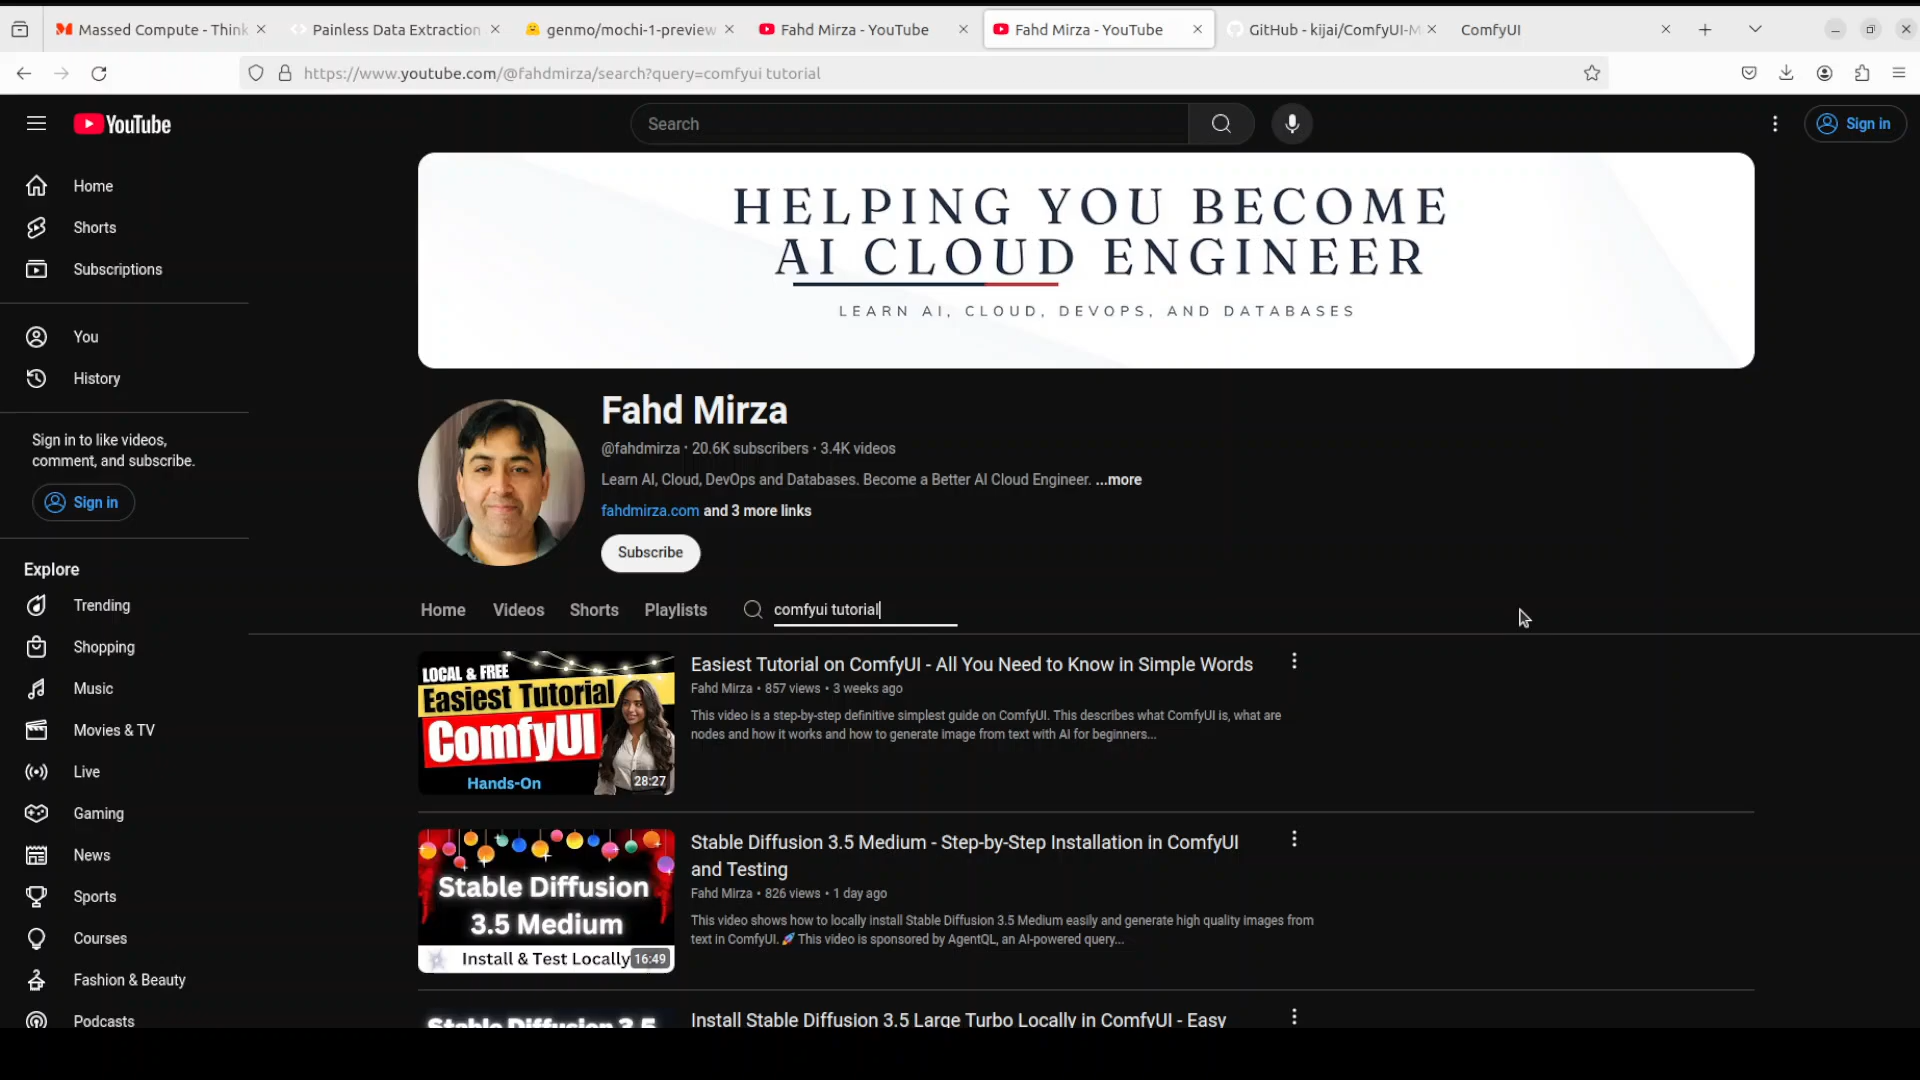 Massed Compute - Think
Painless Data Extraction
genmo/mochi-1-preview
Fahd Mirza - YouTube
Fahd Mirza - YouTube
GitHub - kijai/ComfyUI-M
ComfyUI
https://www.youtube.com/@fahdmirza/search?query=comfyui tutorial
YouTube
Search
Sign in
Home
Shorts
Subscriptions
You
History
Sign in to like videos,
comment, and subscribe.
Sign in
Explore
Trending
Shopping
Music
Movies & TV
Live
Gaming
News
Sports
Courses
Fashion & Beauty
Podcasts
HELPING YOU BECOME
AI CLOUD ENGINEER
LEARN AI, CLOUD, DEVOPS, AND DATABASES
Fahd Mirza
@fahdmirza • 20.6K subscribers • 3.4K videos
Learn AI, Cloud, DevOps and Databases. Become a Better AI Cloud Engineer. ...more
fahdmirza.com and 3 more links
Subscribe
Home Videos Shorts Playlists comfyui tutorial
LOCAL & FREE
Easiest Tutorial
ComfyUI
Hands-On
28:27
Easiest Tutorial on ComfyUI - All You Need to Know in Simple Words
Fahd Mirza • 857 views • 3 weeks ago
This video is a step-by-step definitive simplest guide on ComfyUI. This describes what ComfyUI is, what are
nodes and how it works and how to generate image from text with AI for beginners...
Stable Diffusion
3.5 Medium
Install & Test Locally
16:49
Stable Diffusion 3.5 Medium - Step-by-Step Installation in ComfyUI
and Testing
Fahd Mirza • 826 views • 1 day ago
This video shows how to locally install Stable Diffusion 3.5 Medium easily and generate high quality images from
text in ComfyUI. 🚀 This video is sponsored by AgentQL, an AI-powered query...
Stable Diffusion 3.5
Install Stable Diffusion 3.5 Large Turbo Locally in ComfyUI - Easy